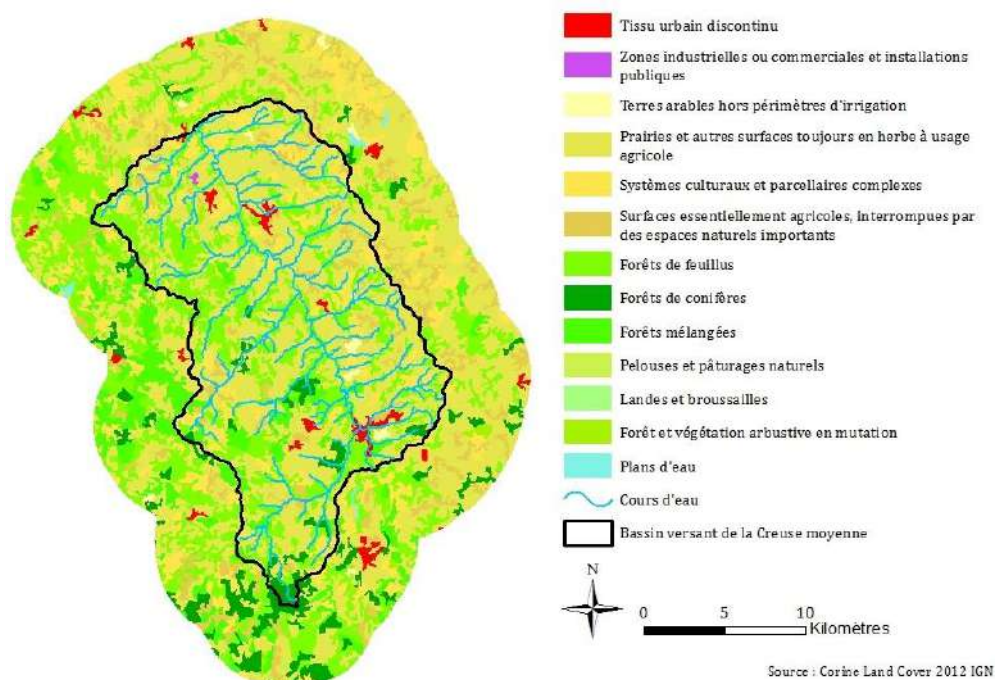 Tissu urbain discontinu
Zones industrielles ou commerciales et installations
publiques
Terres arables hors périmètres d'irrigation
Prairies et autres surfaces toujours en herbe à usage
agricole
Systèmes culturaux et parcellaires complexes
Surfaces essentiellement agricoles, interrompues par
des espaces naturels importants
Forêts de feuillus
Forêts de conifères
Forêts mélangées
Pelouses et pâturages naturels
Landes et broussailles
Forêt et végétation arbustive en mutation
Plans d'eau
Cours d'eau
Bassin versant de la Creuse moyenne
N
0 5 10
Kilomètres
Source : Corine Land Cover 2012 IGN